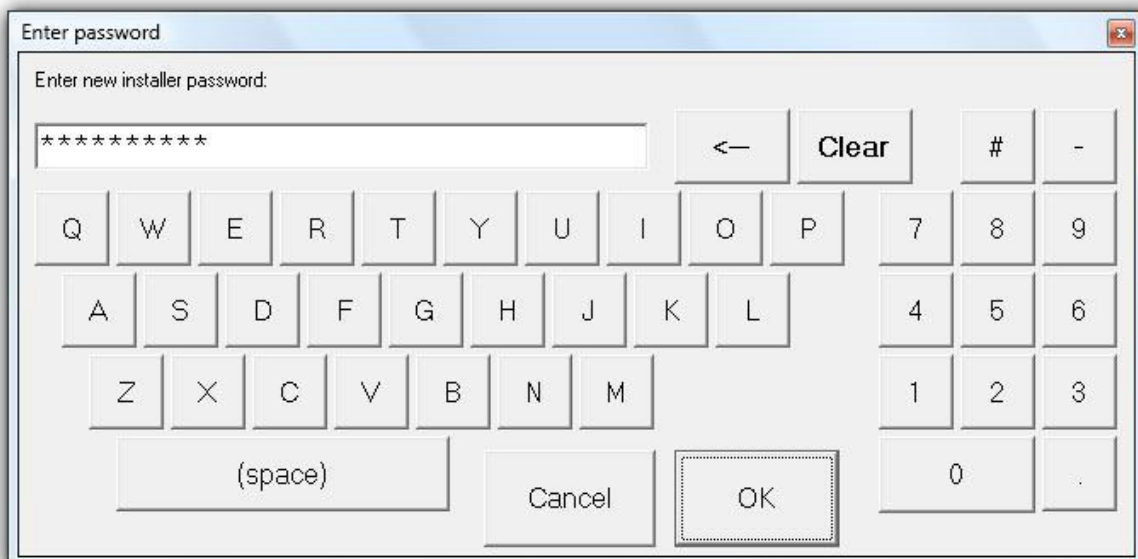 Enter password
x
Enter new installer password:
**********
<— Clear # -
Q W E R T Y U I O P 7 8 9
A S D F G H J K L 4 5 6
Z X C V B N M 1 2 3
(space) Cancel OK 0 .